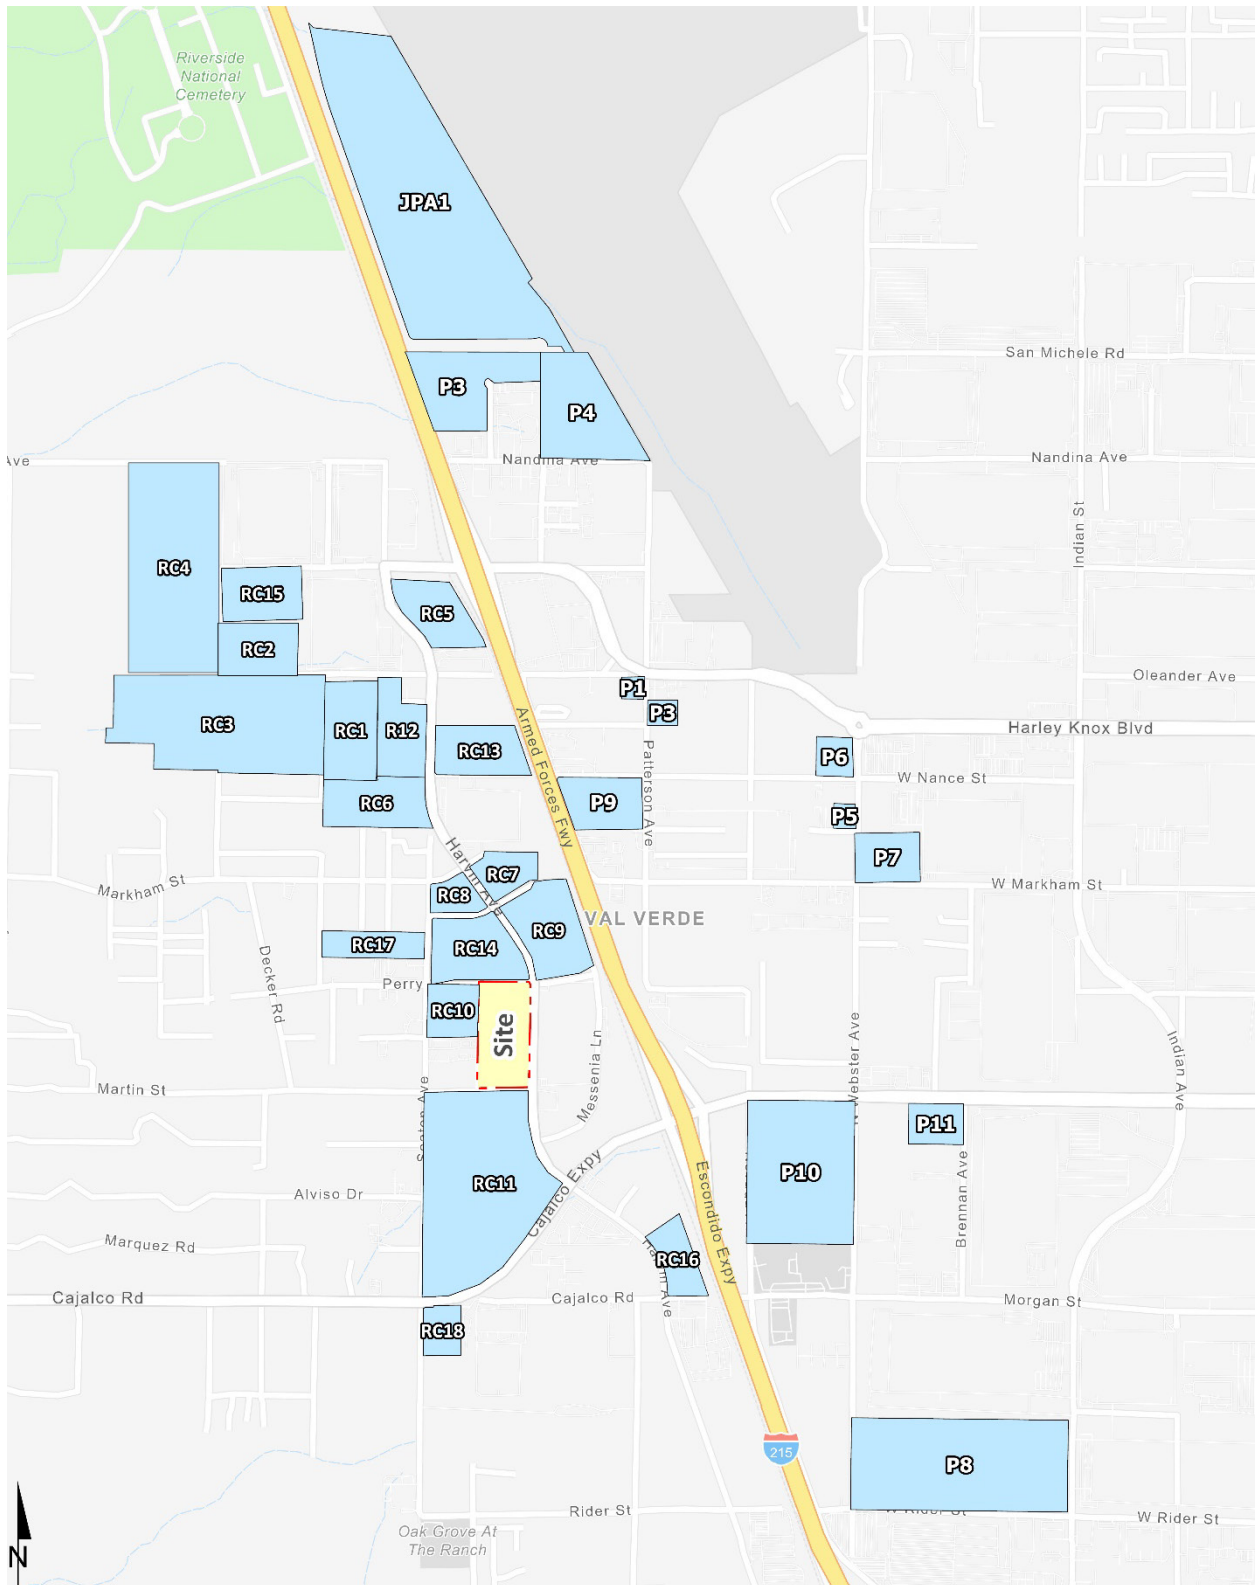 Riverside
National
Cemetery
JPA1
San Michele Rd
P3
P4
Ave
Nandina Ave
Nandina Ave
Indian St
RC4
RC15
RC5
RC2
Oleander Ave
P1
P3
RC3
RC1
R12
RC13
Armed Forces Fwy
Patterson Ave
Harley Knox Blvd
P6
W Nance St
RC6
P9
P5
P7
Harvill Ave
RC7
Markham St
RC8
W Markham St
VAL VERDE
RC9
RC17
RC14
Decker Rd
Perry
RC10
Site
N Webster Ave
Messenia Ln
Indian Ave
Martin St
Seaton Ave
P11
P10
RC11
Cajalco Expy
Escondido Expy
Brennan Ave
Alviso Dr
Marquez Rd
RC16
Harvill Ave
Cajalco Rd
Cajalco Rd
Morgan St
RC18
215
P8
Rider St
W Rider St
W Rider St
Oak Grove At
The Ranch
N